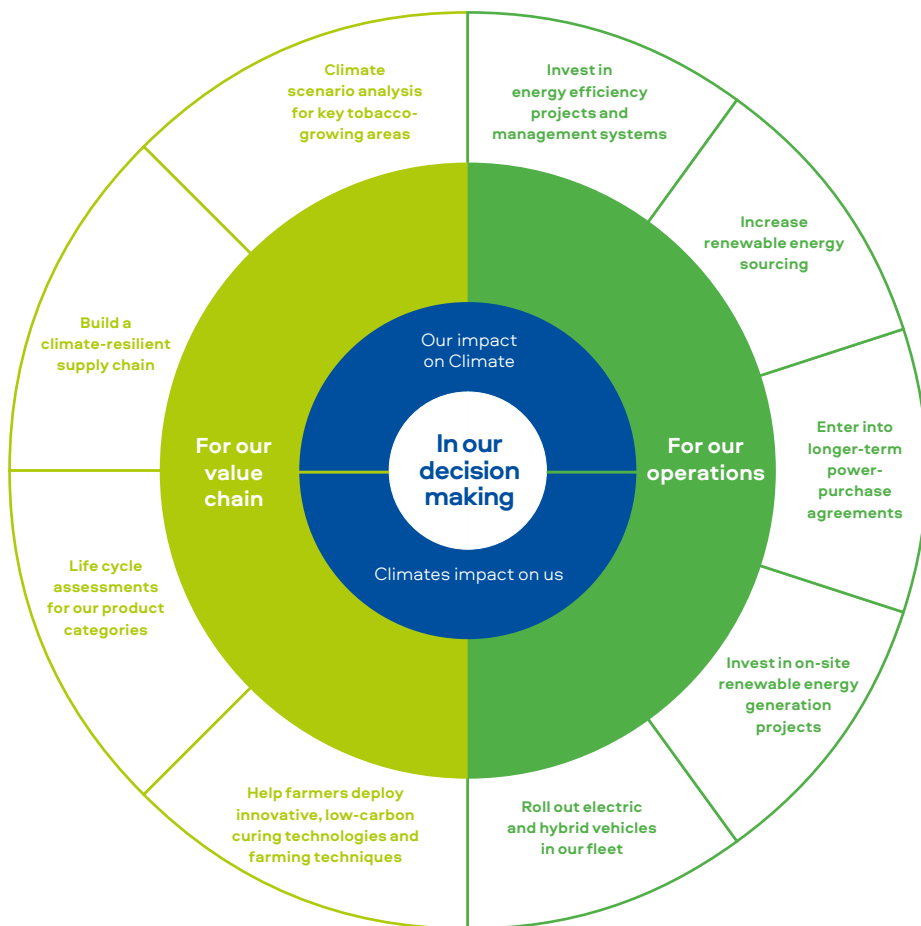 Climate
scenario analysis
for key tobacco-
growing areas
Invest in
energy efficiency
projects and
management systems
Increase
renewable energy
sourcing
Build a
climate-resilient
supply chain
Our impact
on Climate
For our
value
chain
In our
decision
making
For our
operations
Enter into
longer-term
power-
purchase
agreements
Climates impact on us
Life cycle
assessments
for our product
categories
Invest in on-site
renewable energy
generation
projects
Help farmers deploy
innovative, low-carbon
curing technologies and
farming techniques
Roll out electric
and hybrid vehicles
in our fleet